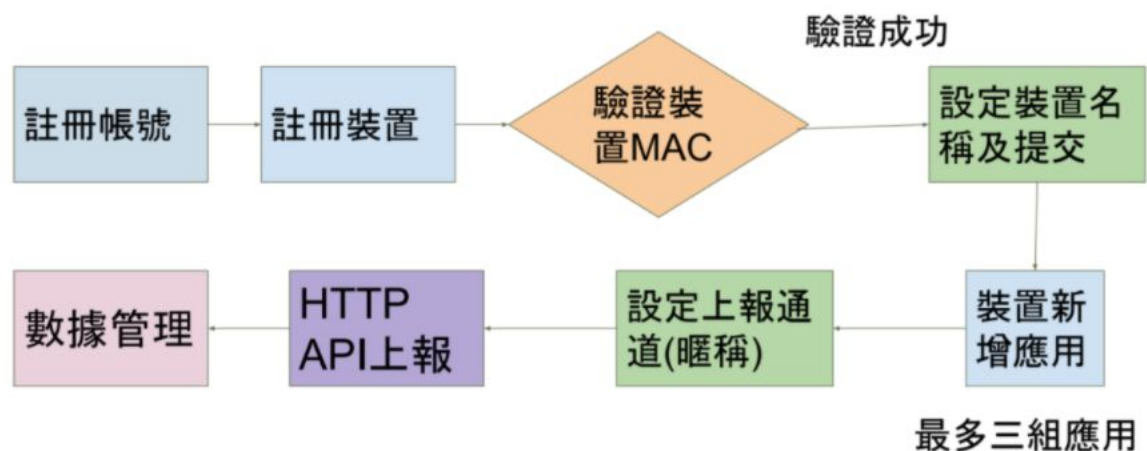 驗證成功
註冊帳號
註冊裝置
驗證裝
置MAC
設定裝置名
稱及提交
數據管理
HTTP
API上報
設定上報通
道(暱稱)
裝置新
增應用
最多三組應用